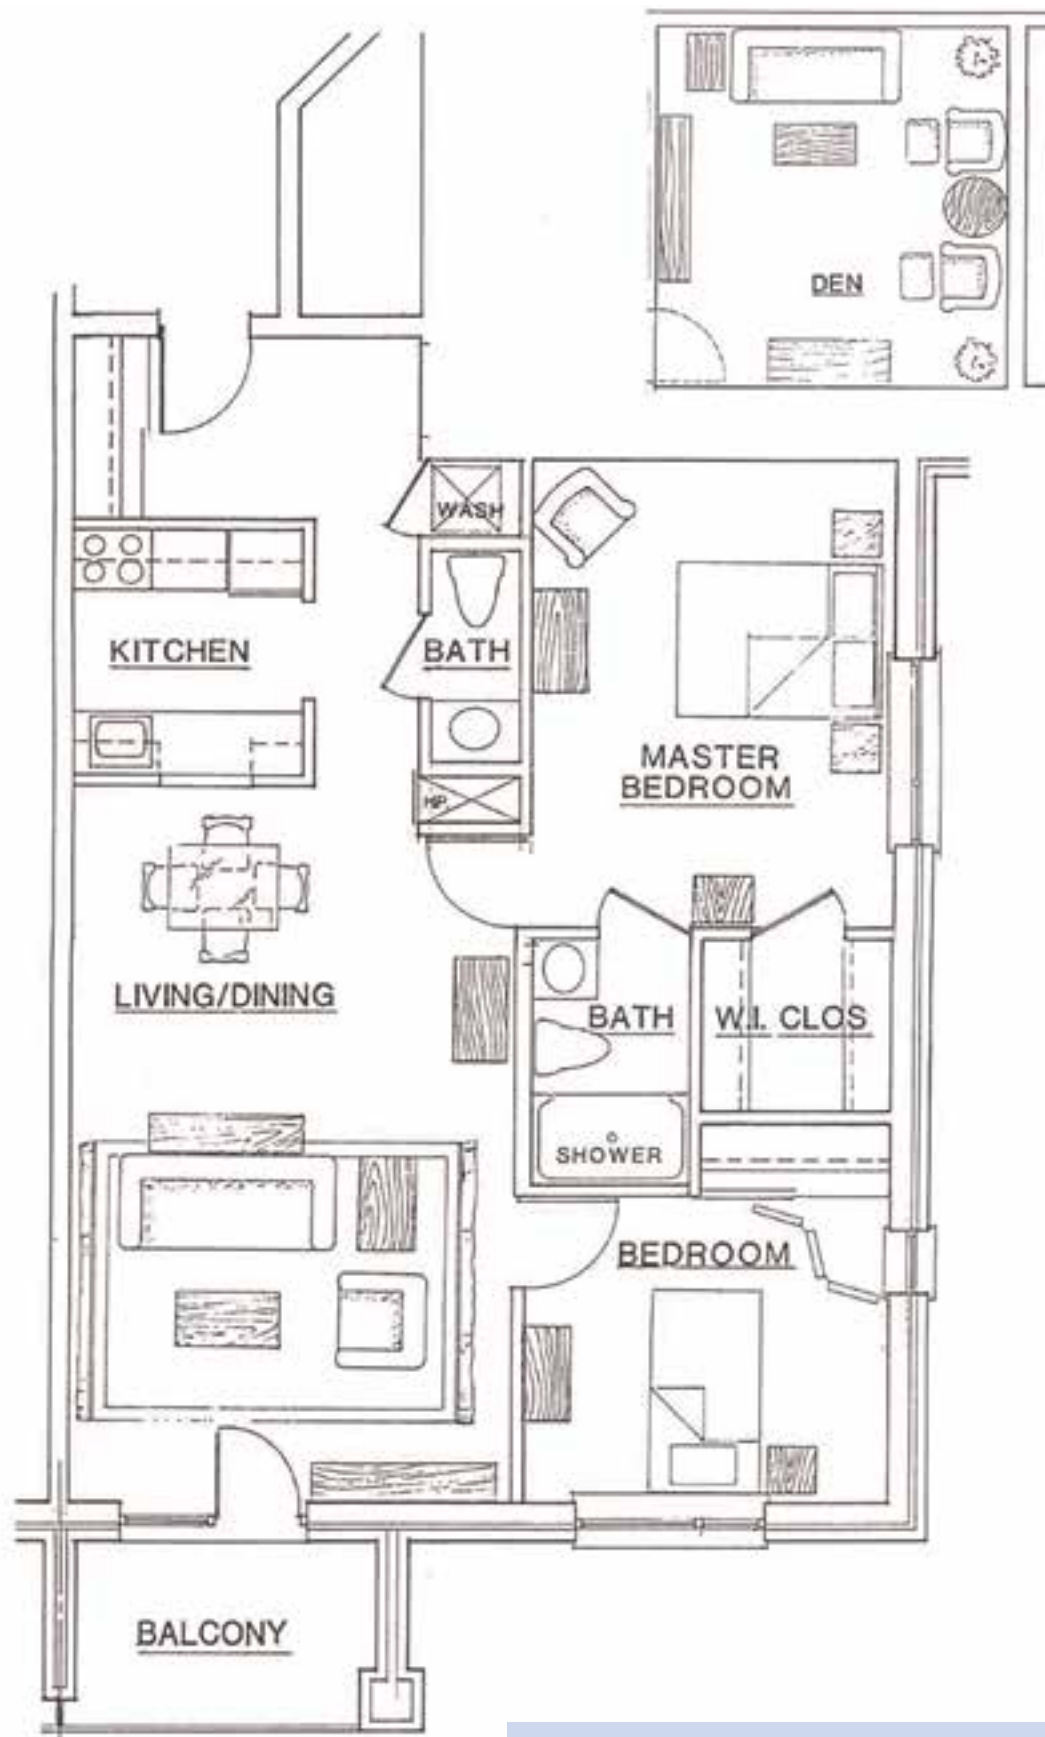 DEN
WASH
KITCHEN
BATH
MASTER
BEDROOM
HP.
LIVING/DINING
BATH
W.I. CLOS
SHOWER
BEDROOM
BALCONY